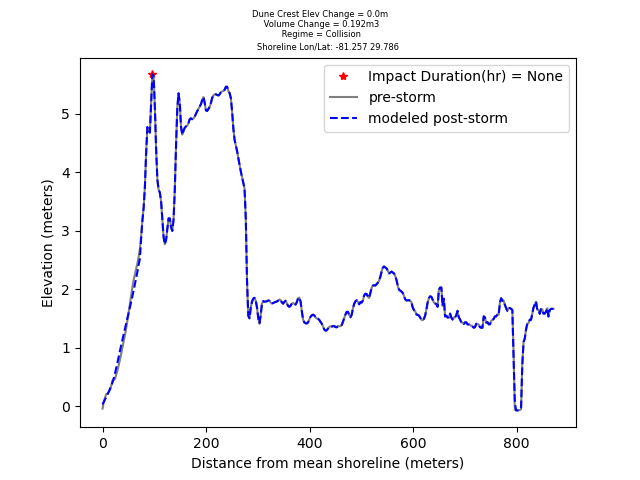 Dune Crest Elev Change = 0.0m
Volume Change = 0.192m3
Regime = Collision
Shoreline Lon/Lat: -81.257 29.786
Impact Duration(hr) = None
pre-storm
modeled post-storm
Elevation (meters)
5
4
3
2
1
0
0 200 400 600 800
Distance from mean shoreline (meters)